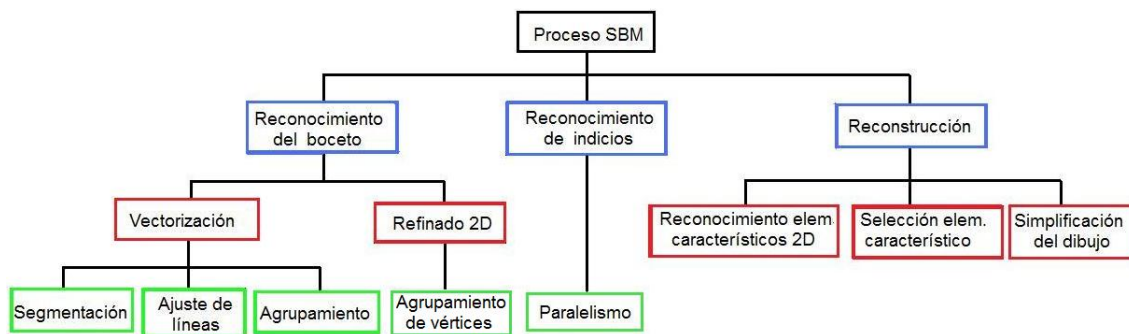 Proceso SBM
Reconocimiento
del boceto
Reconocimiento
de indicios
Reconstrucción
Vectorización
Refinado 2D
Reconocimiento elem.
característicos 2D
Selección elem.
característico
Simplificación
del dibujo
Segmentación
Ajuste de
líneas
Agrupamiento
Agrupamiento
de vértices
Paralelismo